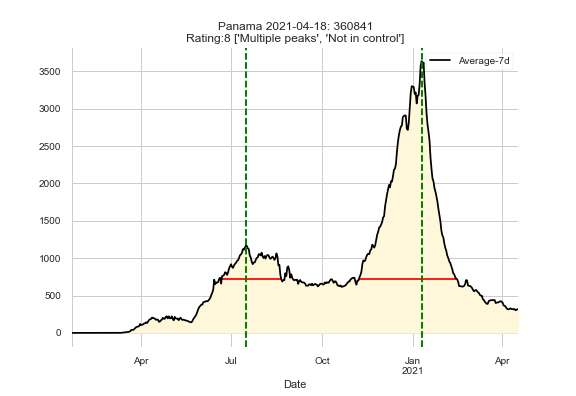 Panama 2021-04-18: 360841
Rating:8 ['Multiple peaks', 'Not in control']
Average-7d
3500
3000
2500
2000
1500
1000
500
0
Apr
Jul
Oct
Jan
2021
Apr
Date